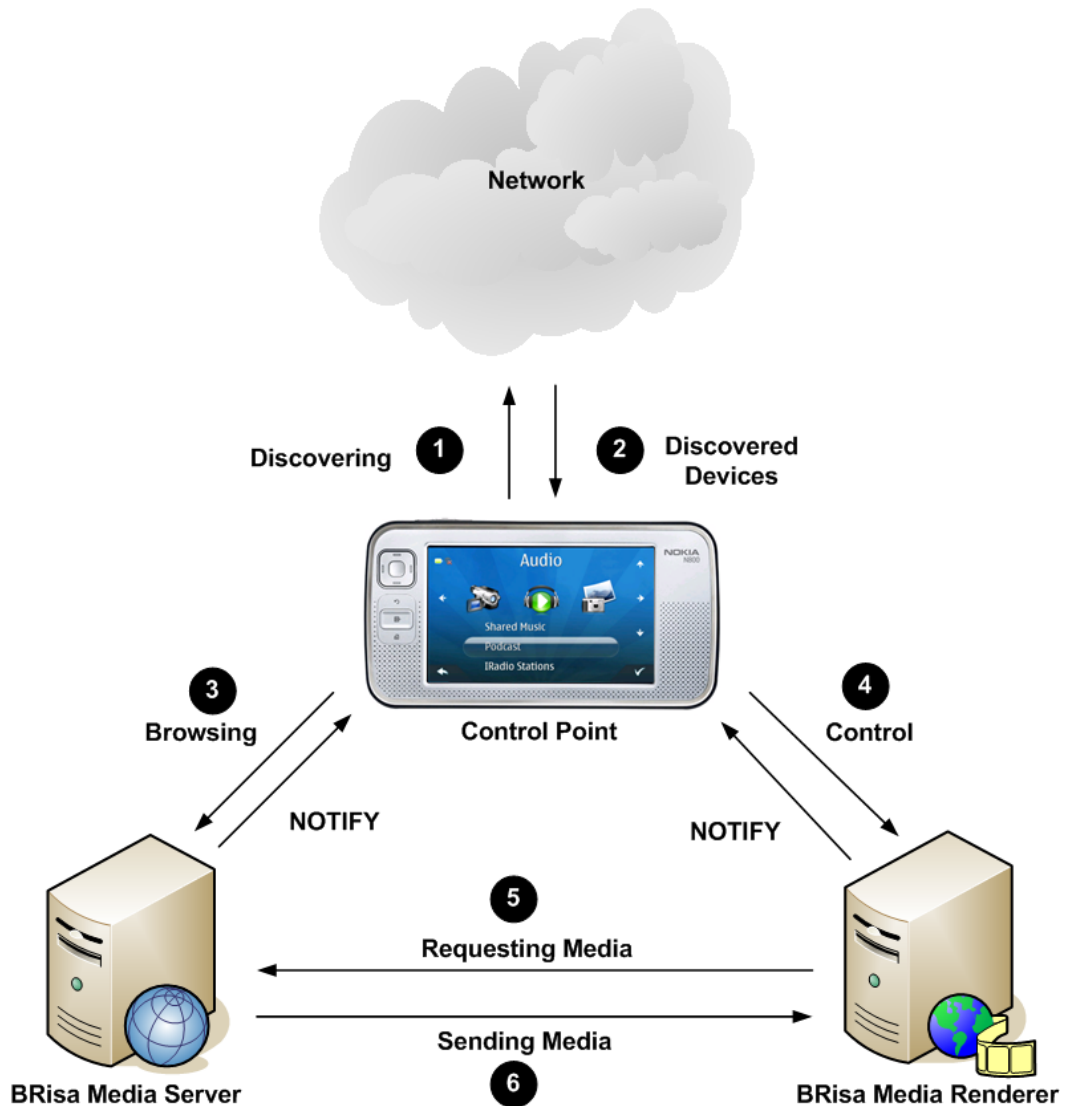 Network
Discovering
1
2
Discovered
Devices
NOKIA
N800
Audio
Shared Music
Podcast
IRadio Stations
3
Browsing
Control Point
4
Control
NOTIFY
NOTIFY
5
Requesting Media
Sending Media
6
BRisa Media Server
BRisa Media Renderer